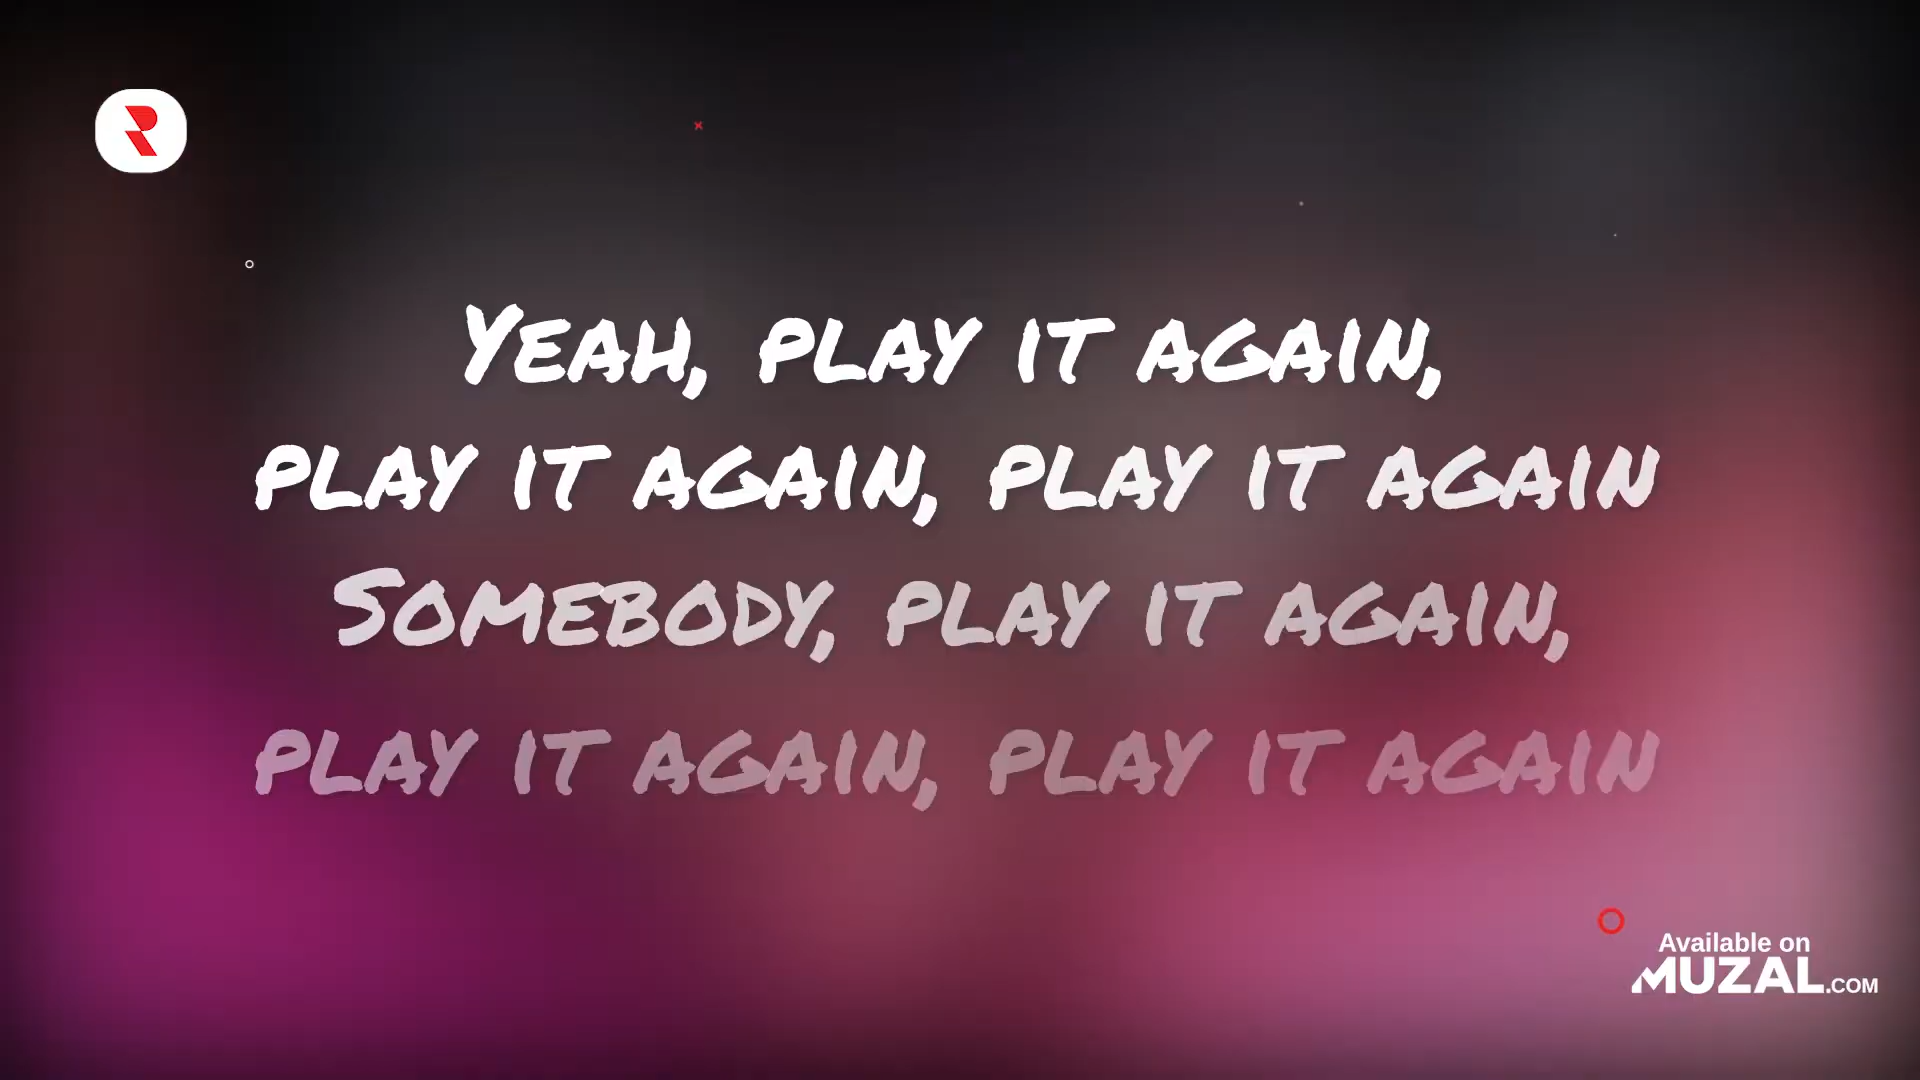 Yeah, play it again,
play it again, play it again
Somebody, play it again,
play it again, play it again
R
Available on
MUZAL.COM